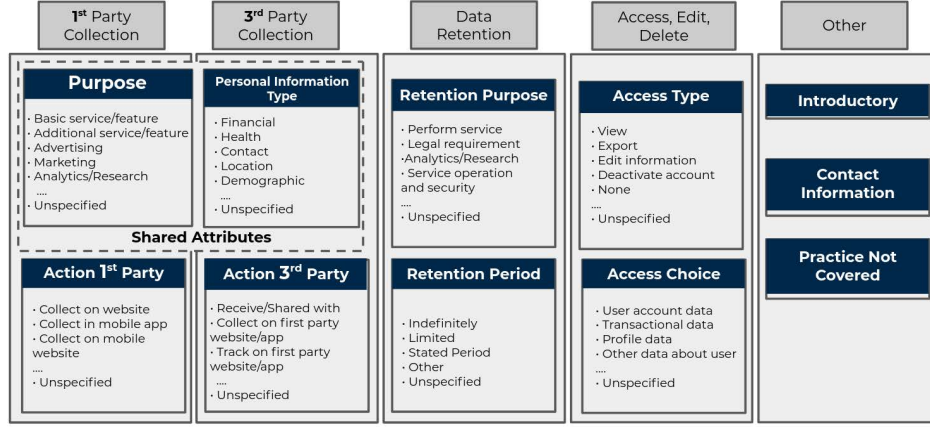 1st Party
Collection
3rd Party
Collection
Data
Retention
Access, Edit,
Delete
Other
Purpose
• Basic service/feature
• Additional service/feature
• Advertising
• Marketing
• Analytics/Research
....
• Unspecified
Personal Information
Type
• Financial
• Health
• Contact
• Location
• Demographic
....
• Unspecified
Shared Attributes
Action 1st Party
• Collect on website
• Collect in mobile app
• Collect on mobile
website
....
• Unspecified
Action 3rd Party
• Receive/Shared with
• Collect on first party
website/app
• Track on first party
website/app
....
• Unspecified
Retention Purpose
• Perform service
• Legal requirement
•Analytics/Research
• Service operation
and security
....
• Unspecified
Retention Period
• Indefinitely
• Limited
• Stated Period
• Other
• Unspecified
Access Type
• View
• Export
• Edit information
• Deactivate account
• None
....
• Unspecified
Access Choice
• User account data
• Transactional data
• Profile data
• Other data about user
....
• Unspecified
Introductory
Contact
Information
Practice Not
Covered